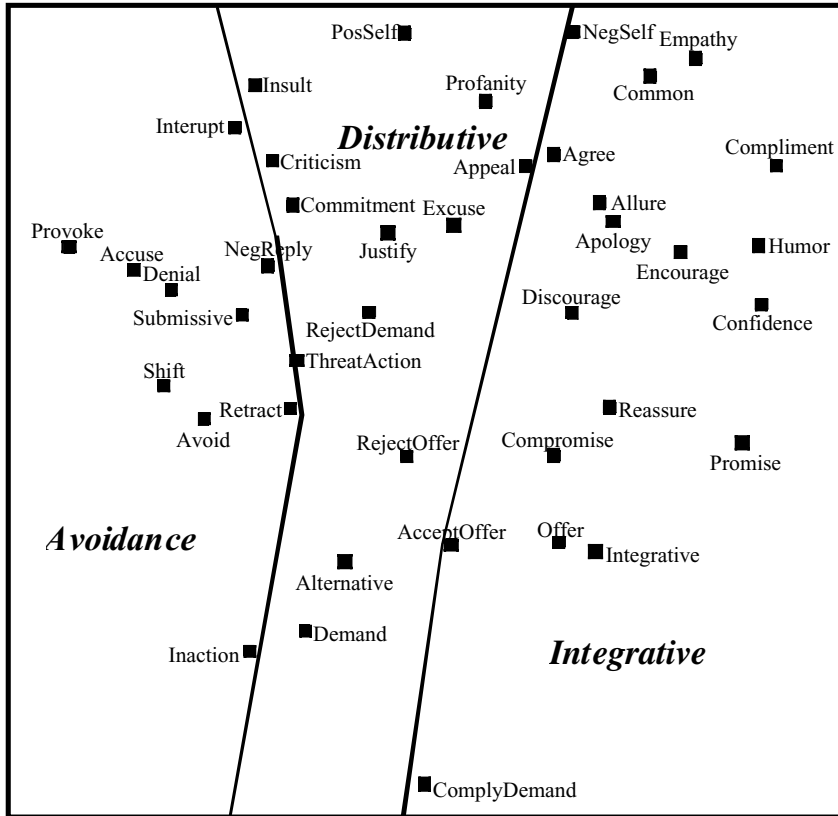 PosSelf
NegSelf
Empathy
Common
Insult
Profanity
Interupt
Distributive
Criticism
Appeal
Agree
Compliment
Commitment
Excuse
Allure
Provoke
Justify
Apology
Accuse
NegReply
Humor
Denial
Encourage
Submissive
RejectDemand
Discourage
Confidence
ThreatAction
Shift
Retract
Reassure
Avoid
RejectOffer
Compromise
Promise
Avoidance
AcceptOffer
Offer
Integrative
Alternative
Demand
Inaction
Integrative
ComplyDemand